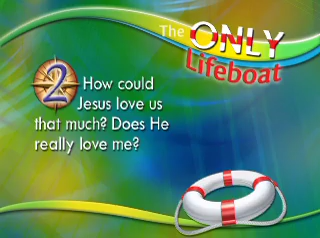 The ONLY
Lifeboat
2 How could
Jesus love us
that much? Does He
really love me?